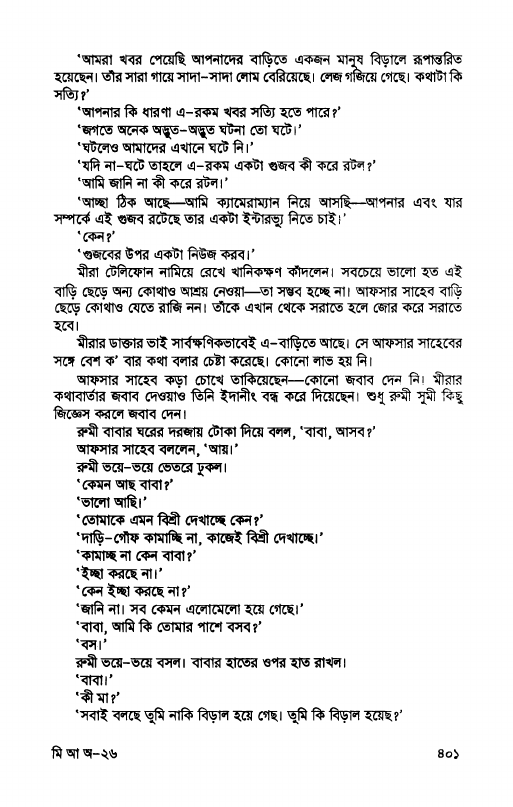 ‘আমরা খবর পেয়েছি আপনাদের বাড়িতে একজন মানুষ বিড়ালে রূপান্তরিত
হয়েছেন। তাঁর সারা গায়ে সাদা–সাদা লোম বেরিয়েছে। লেজ গজিয়ে গেছে। কথাটা কি
সত্যি?’
‘আপনার কি ধারণা এ–রকম খবর সত্যি হতে পারে?’
‘জগতে অনেক অদ্ভুত–অদ্ভুত ঘটনা তো ঘটে।’
‘ঘটলেও আমাদের এখানে ঘটে নি।’
‘যদি না–ঘটে তাহলে এ–রকম একটা গুজব কী করে রটল?’
‘আমি জানি না কী করে রটল।’
‘আচ্ছা ঠিক আছে—আমি ক্যামেরাম্যান নিয়ে আসছি—আপনার এবং যার
সম্পর্কে এই গুজব রটেছে তার একটা ইন্টারভ্যু নিতে চাই।’
‘কেন?’
‘গুজবের উপর একটা নিউজ করব।’
মীরা টেলিফোন নামিয়ে রেখে খানিকক্ষণ কাঁদলেন। সবচেয়ে ভালো হত এই
বাড়ি ছেড়ে অন্য কোথাও আশ্রয় নেওয়া—তা সম্ভব হচ্ছে না। আফসার সাহেব বাড়ি
ছেড়ে কোথাও যেতে রাজি নন। তাঁকে এখান থেকে সরাতে হলে জোর করে সরাতে
হবে।
মীরার ডাক্তার ভাই সার্বক্ষণিকভাবেই এ–বাড়িতে আছে। সে আফসার সাহেবের
সঙ্গে বেশ ক’ বার কথা বলার চেষ্টা করেছে। কোনো লাভ হয় নি।
আফসার সাহেব কড়া চোখে তাকিয়েছেন—কোনো জবাব দেন নি। মীরার
কথাবার্তার জবাব দেওয়াও তিনি ইদানীং বন্ধ করে দিয়েছেন। শুধু রুমী সুমী কিছু
জিজ্ঞেস করলে জবাব দেন।
রুমী বাবার ঘরের দরজায় টোকা দিয়ে বলল, ‘বাবা, আসব?’
আফসার সাহেব বললেন, ‘আয়।’
রুমী ভয়ে–ভয়ে ভেতরে ঢুকল।
‘কেমন আছ বাবা?’
‘ভালো আছি।’
‘তোমাকে এমন বিশ্রী দেখাচ্ছে কেন?’
‘দাড়ি–গোঁফ কামাচ্ছি না, কাজেই বিশ্রী দেখাচ্ছে।’
‘কামাচ্ছ না কেন বাবা?’
‘ইচ্ছা করছে না।’
‘কেন ইচ্ছা করছে না?’
‘জানি না। সব কেমন এলোমেলো হয়ে গেছে।’
‘বাবা, আমি কি তোমার পাশে বসব?’
‘বস।’
রুমী ভয়ে–ভয়ে বসল। বাবার হাতের ওপর হাত রাখল।
‘বাবা।’
‘কী মা?’
‘সবাই বলছে তুমি নাকি বিড়াল হয়ে গেছ। তুমি কি বিড়াল হয়েছ?’
মি আ অ–২৬
৪০১